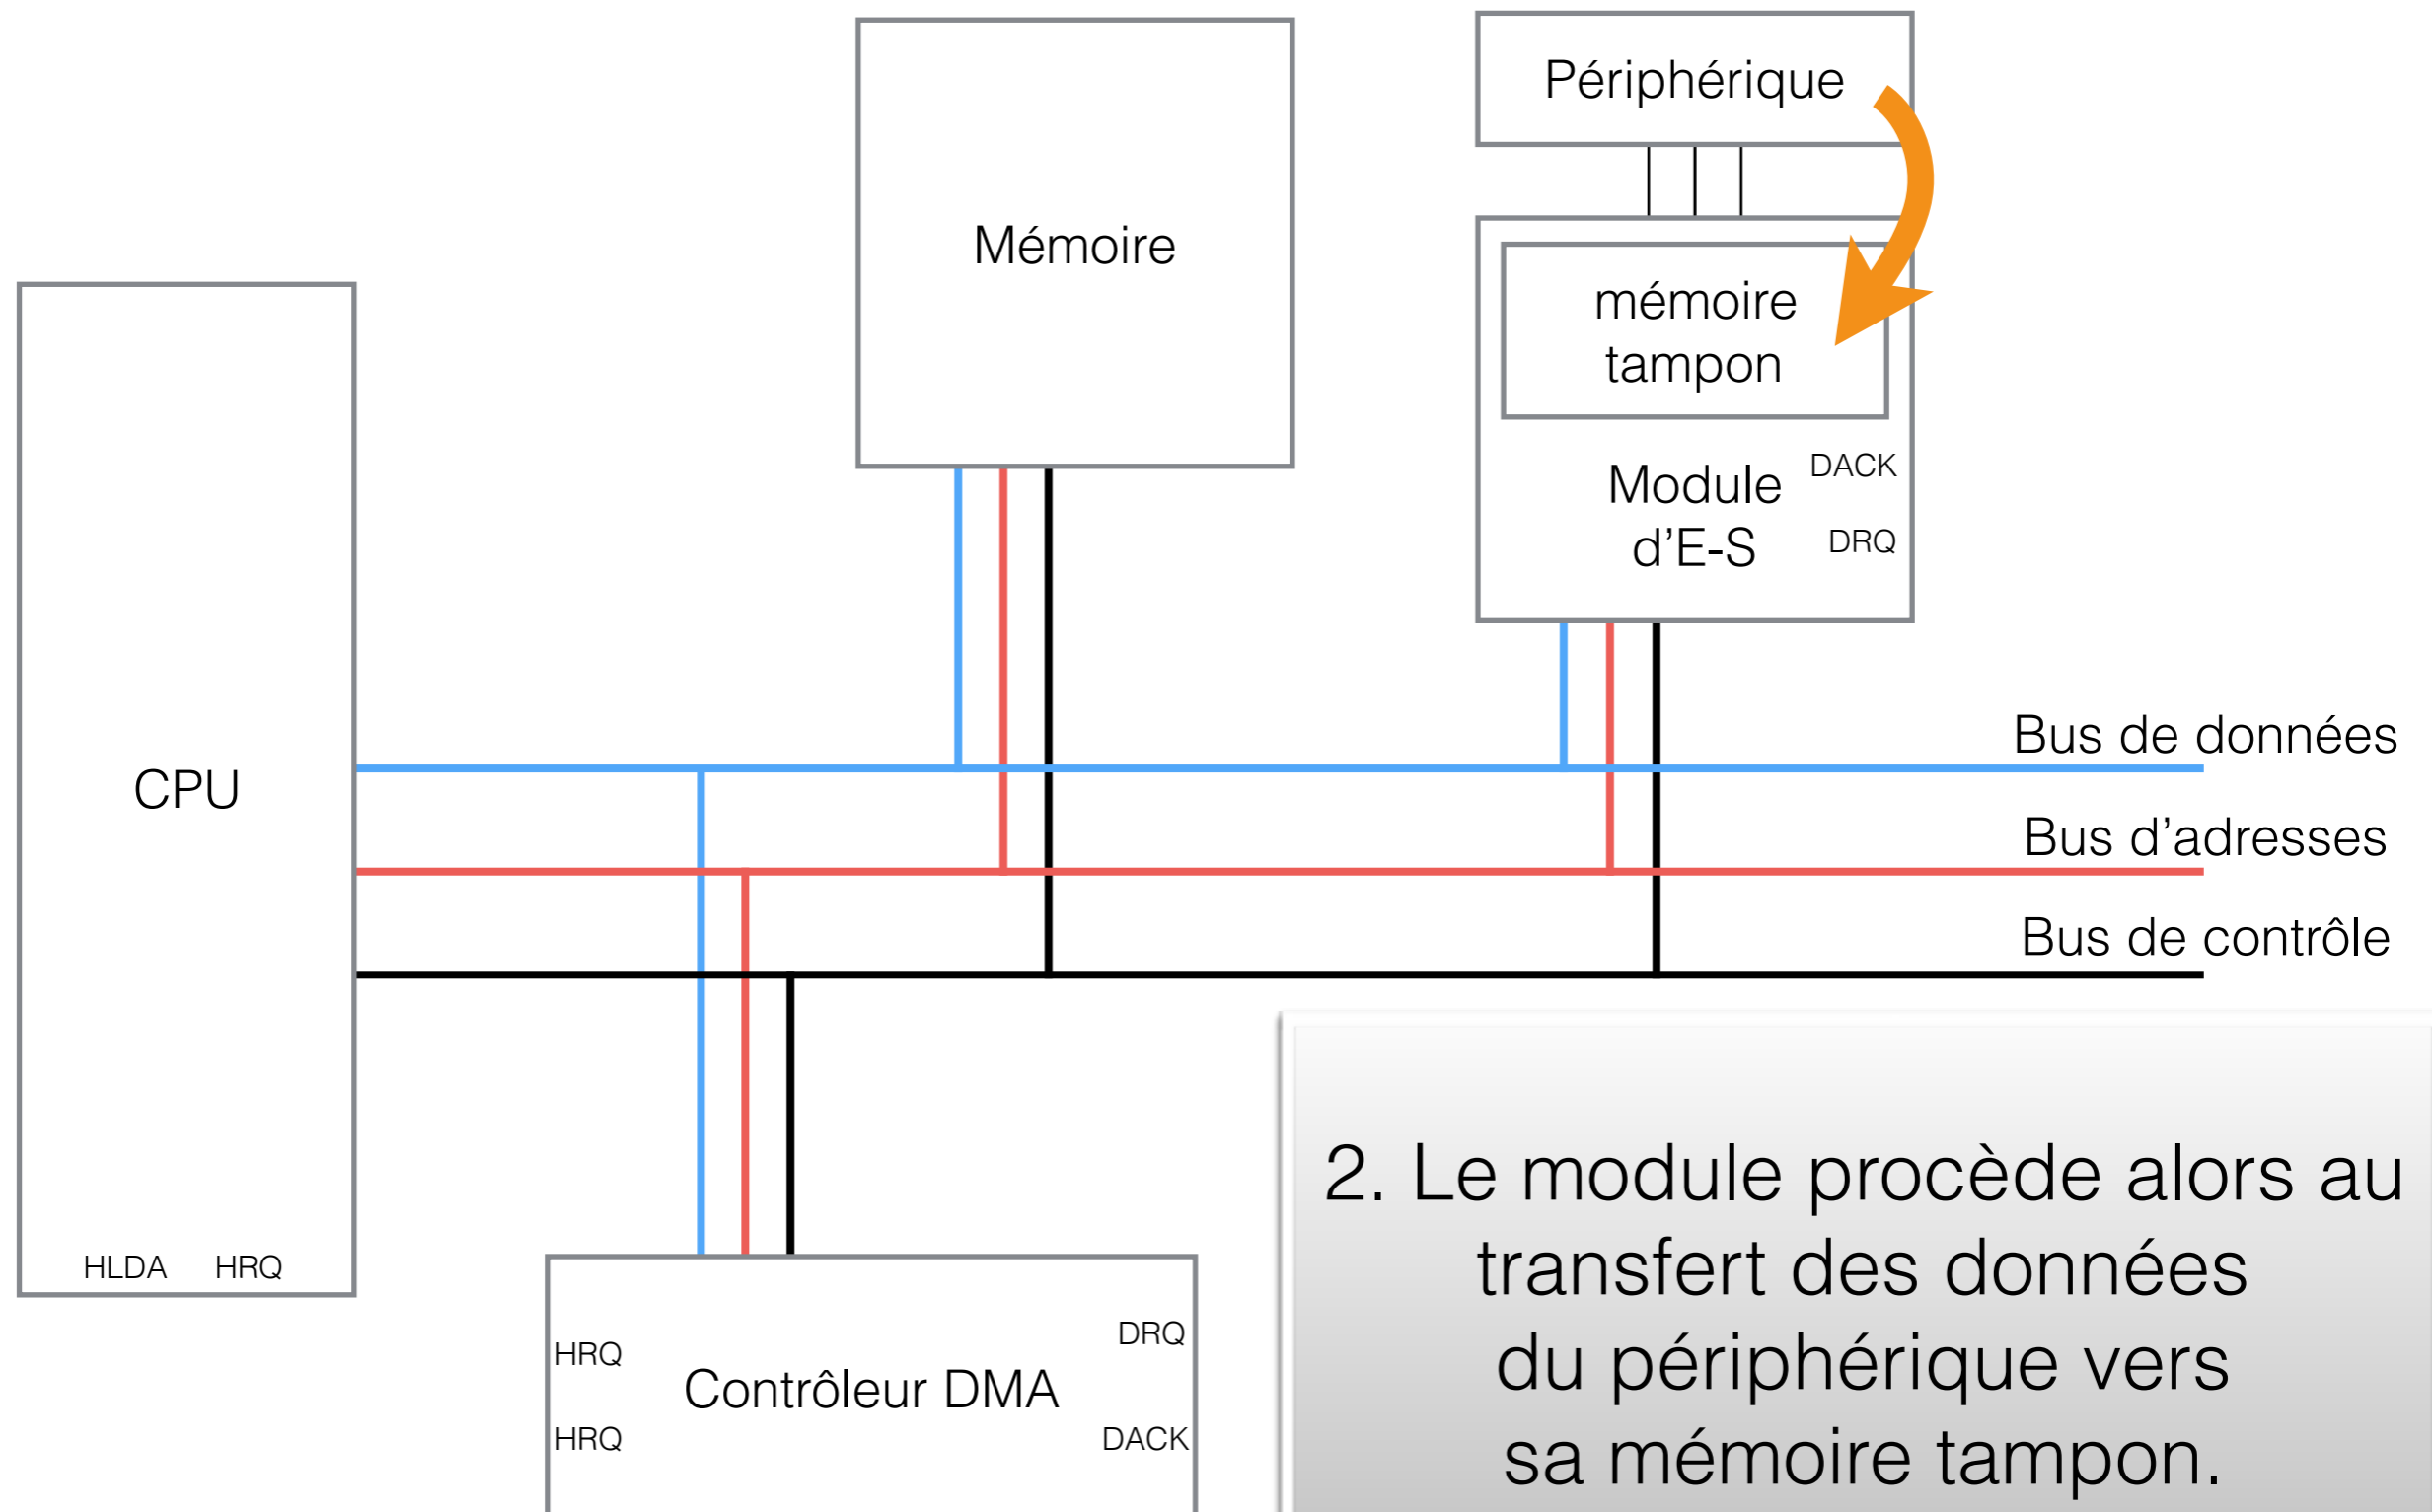 Périphérique
Mémoire
mémoire
tampon
DACK
Module
d'E-S
DRQ
Bus de données
CPU
Bus d'adresses
Bus de contrôle
HLDA HRQ
HRQ
Contrôleur DMA
DRQ
HRQ
DACK
2. Le module procède alors au
transfert des données
du périphérique vers
sa mémoire tampon.